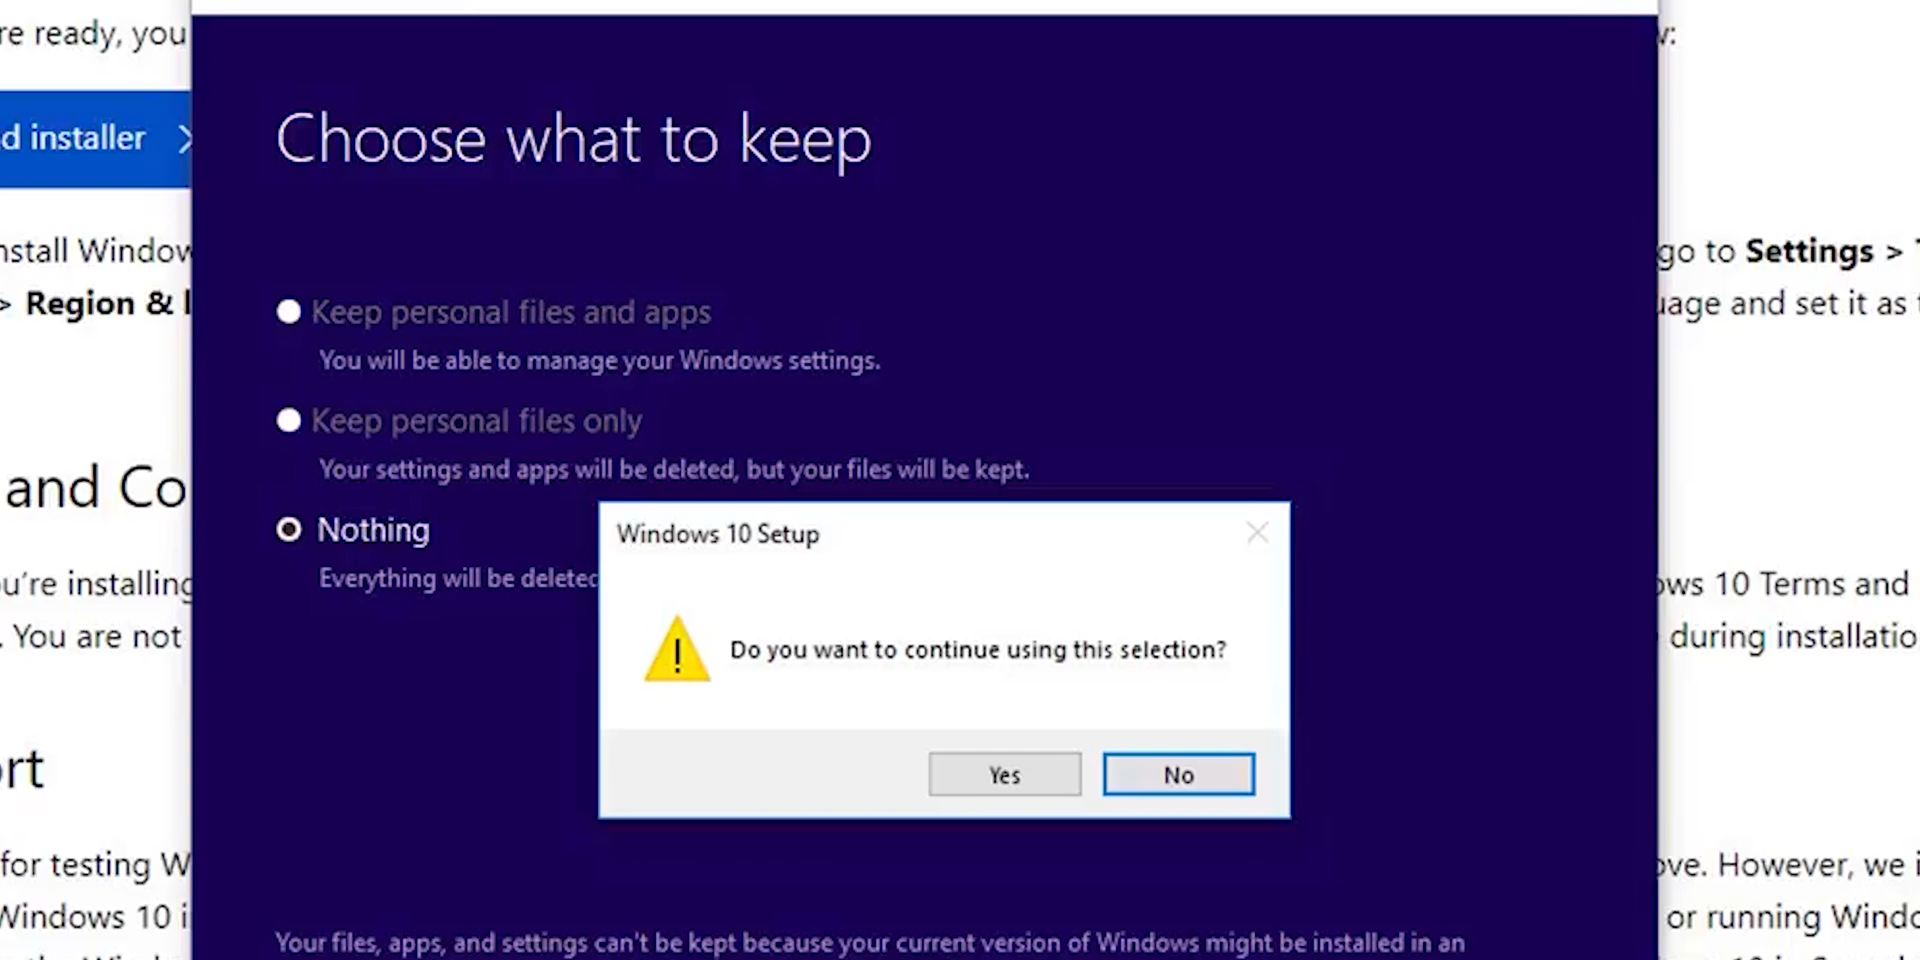 re ready, you
d installer
nstall Window
> Region & l
and Co
u're installing
. You are not
ort
for testing W
Windows 10 i
Choose what to keep
Keep personal files and apps
You will be able to manage your Windows settings.
Keep personal files only
Your settings and apps will be deleted, but your files will be kept.
Nothing
Everything will be deleted
Windows 10 Setup
Do you want to continue using this selection?
Yes
No
Your files, apps, and settings can't be kept because your current version of Windows might be installed in an
go to Settings >
uage and set it as
ows 10 Terms and
during installatio
ove. However, we i
or running Windo